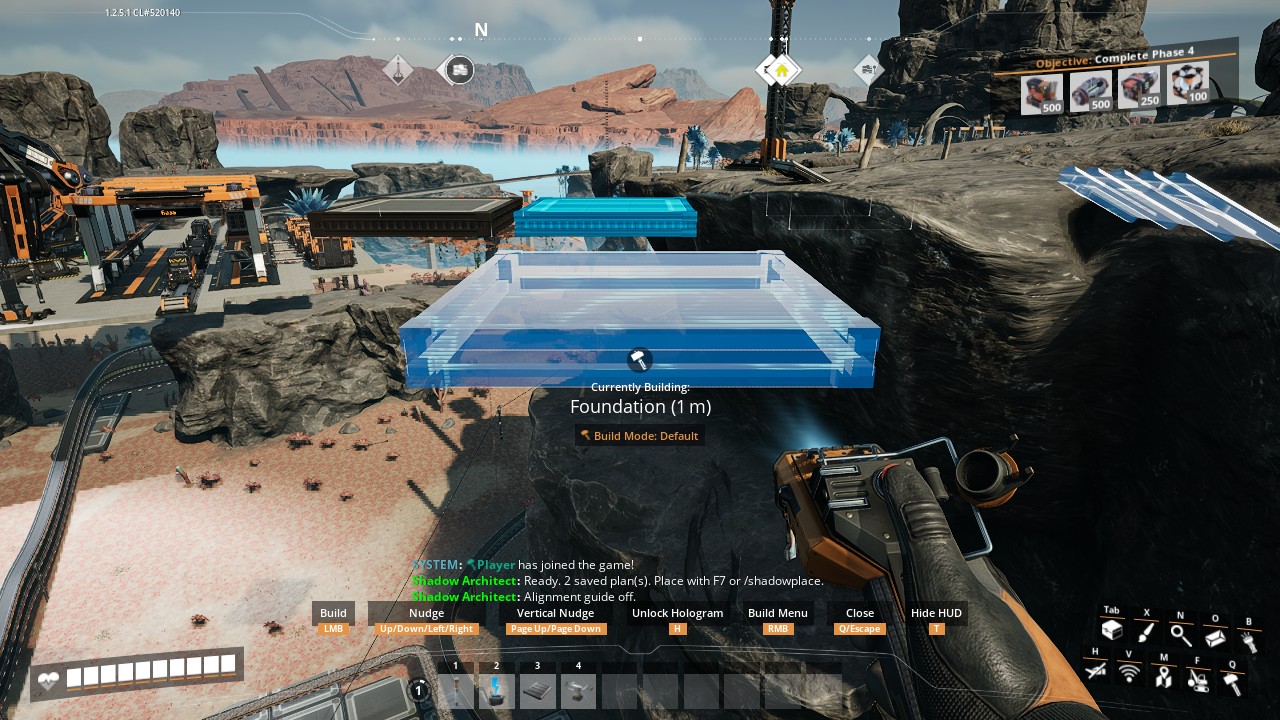 1.2.5.1 CL#520140
N
Objective: Complete Phase 4
500
500
250
100
Currently Building:
Foundation (1 m)
Build Mode: Default
SYSTEM: Player has joined the game!
Shadow Architect: Ready. 2 saved plan(s). Place with F7 or /shadowplace.
Shadow Architect: Alignment guide off.
Build
Nudge
Vertical Nudge
Unlock Hologram
Build Menu
Close
Hide HUD
LMB
Up/Down/Left/Right
Page Up/Page Down
H
RMB
Q/Escape
T
Tab
X
N
O
B
H
V
M
F
Q
1
1
2
3
4